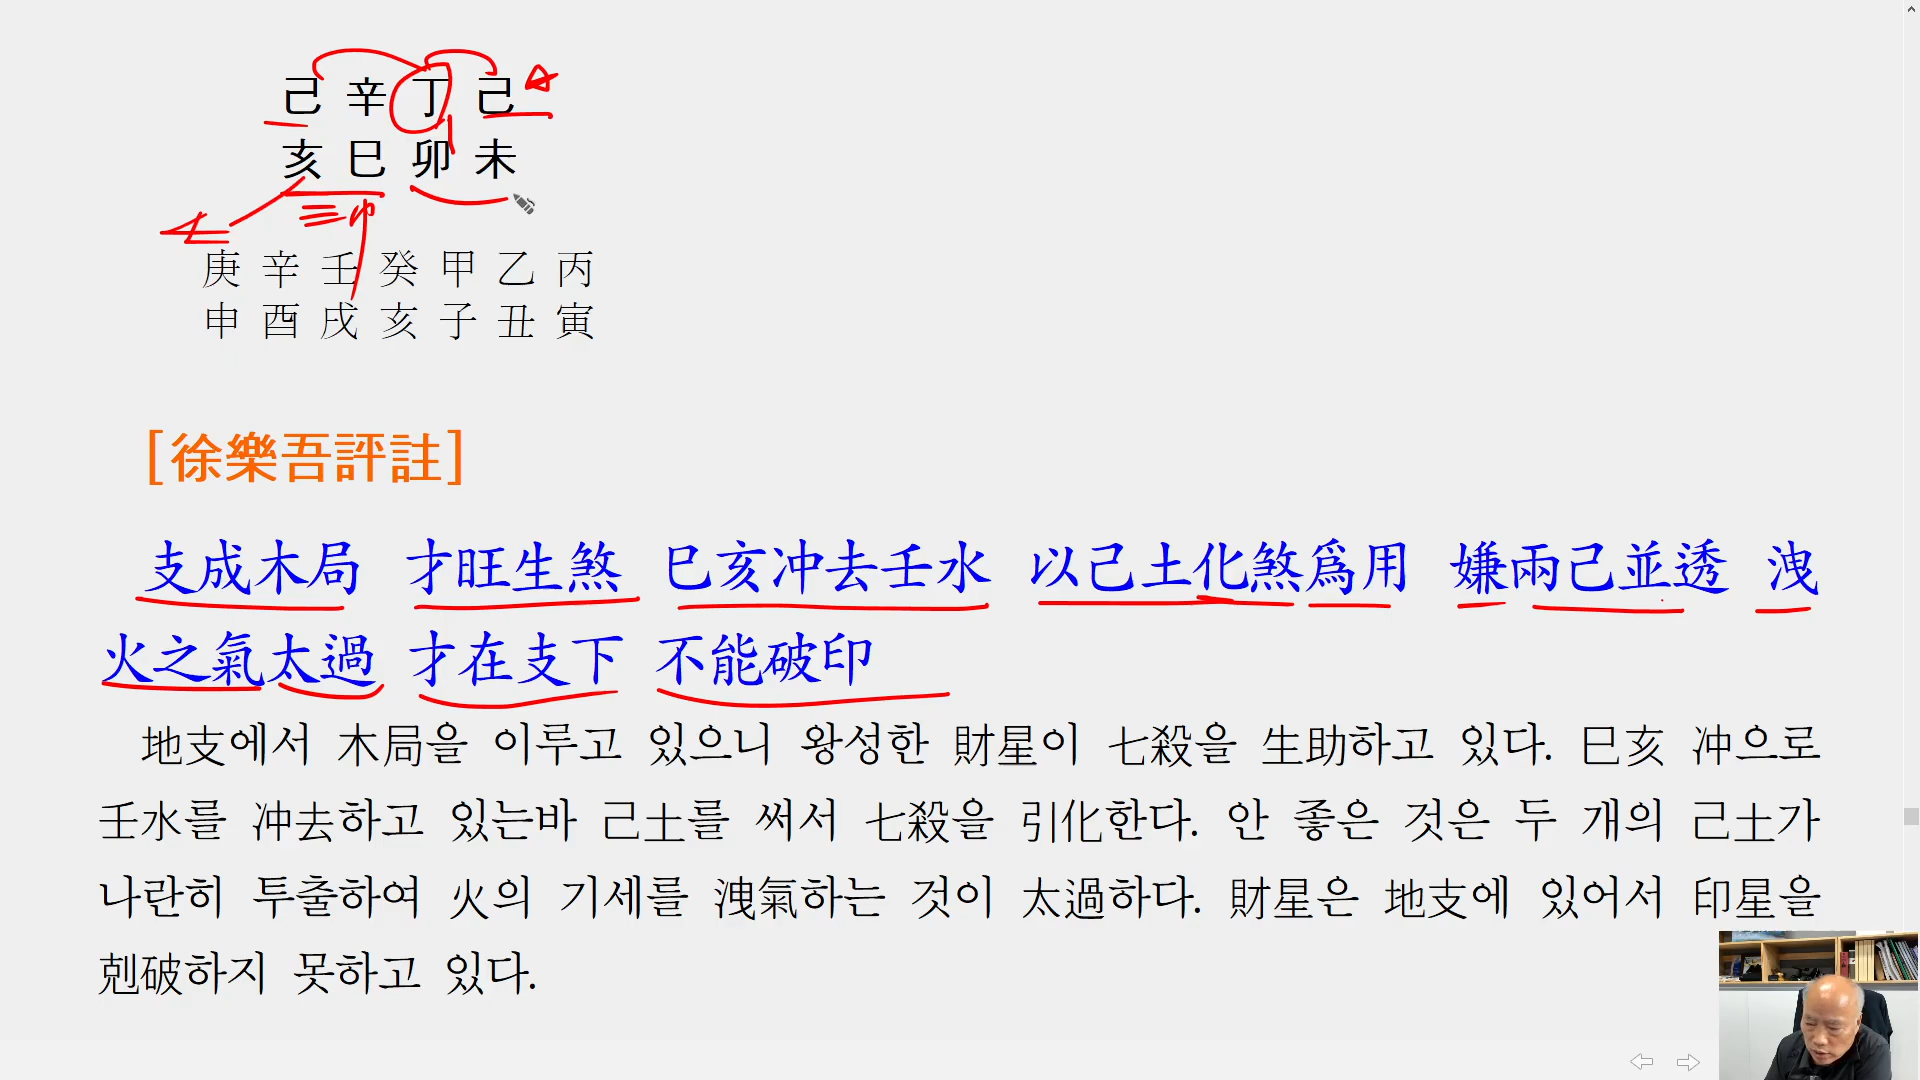 己 辛 丁 己
亥 巳 卯 未
庚 辛 壬 癸 甲 乙 丙
申 酉 戌 亥 子 丑 寅
[徐樂吾評註]
支成木局 才旺生煞 巳亥冲去壬水 以己土化煞爲用 嫌兩己並透 洩
火之氣太過 才在支下 不能破印
地支에서 木局을 이루고 있으니 왕성한 財星이 七殺을 生助하고 있다. 巳亥 冲으로
壬水를 冲去하고 있는바 己土를 써서 七殺을 引化한다. 안 좋은 것은 두 개의 己土가
나란히 투출하여 火의 기세를 洩氣하는 것이 太過하다. 財星은 地支에 있어서 印星을
剋破하지 못하고 있다.